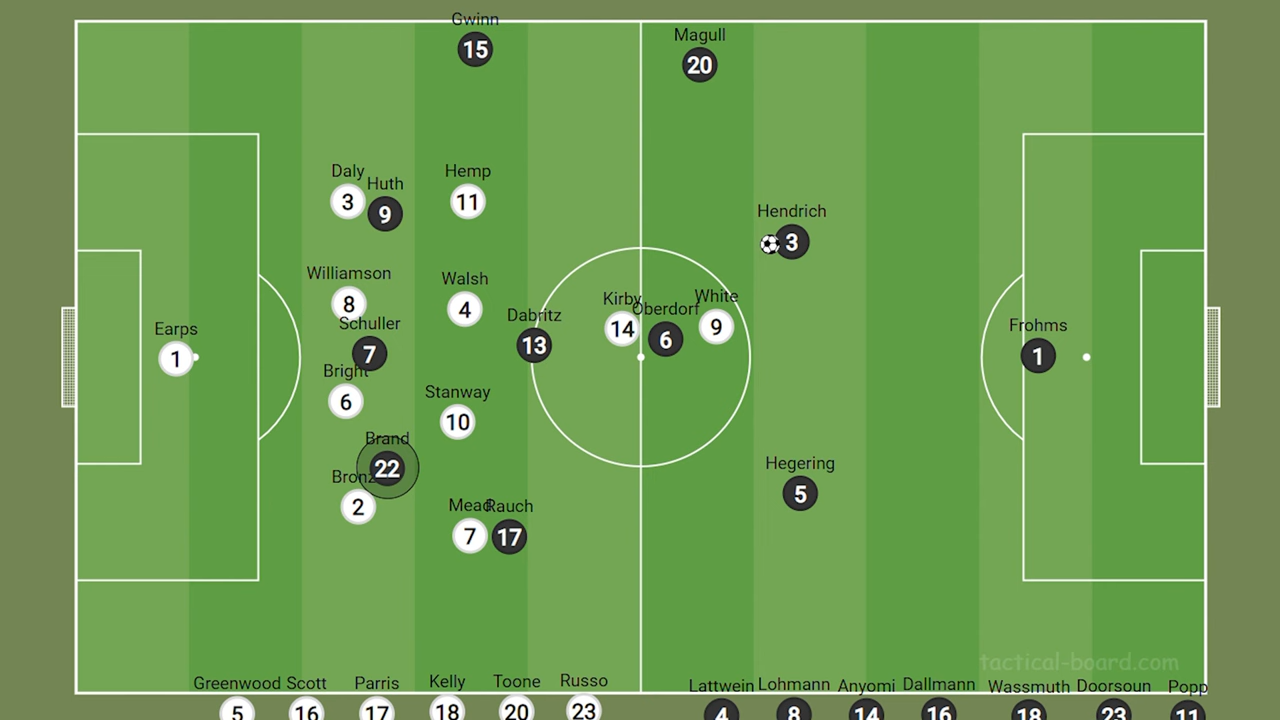 Gwinn
15
Magull
20
Daly
3
Huth
9
Hemp
11
Hendrich
3
Williamson
8
Walsh
4
Schuller
7
Dabritz
13
Kirby
14
Oberdorf
6
White
9
Earps
1
Frohms
1
Bright
6
Stanway
10
Brand
22
Bronz
2
Hegering
5
Mead
7
Rauch
17
tactical-board.com
Greenwood Scott Parris Kelly Toone Russo
5 16 17 18 20 23
Lattwein Lohmann Anyomi Dallmann Wassmuth Doorsoun Popp
4 8 14 16 18 23 11